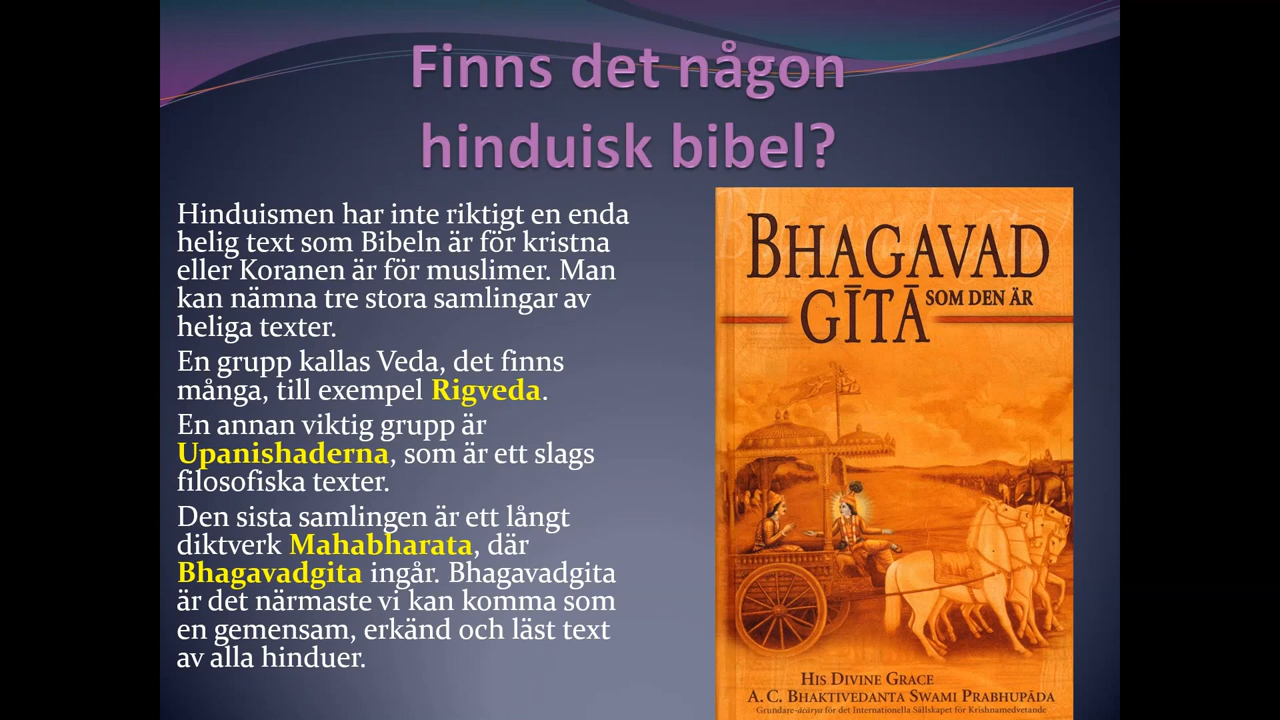 Finns det någon
hinduisk bibel?
Hinduismen har inte riktigt en enda
helig text som Bibeln är för kristna
eller Koranen är för muslimer. Man
kan nämna tre stora samlingar av
heliga texter.
En grupp kallas Veda, det finns
många, till exempel Rigveda.
En annan viktig grupp är
Upanishaderna, som är ett slags
filosofiska texter.
Den sista samlingen är ett långt
diktverk Mahabharata, där
Bhagavadgita ingår. Bhagavadgita
är det närmaste vi kan komma som
en gemensam, erkänd och läst text
av alla hinduer.
BHAGAVAD
GĪTĀ SOM DEN ÄR
HIS DIVINE GRACE
A. C. BHAKTIVEDANTA SWAMI PRABHUPĀDA
Grundare-ācārya för det Internationella Sällskapet för Krishnamedvetande